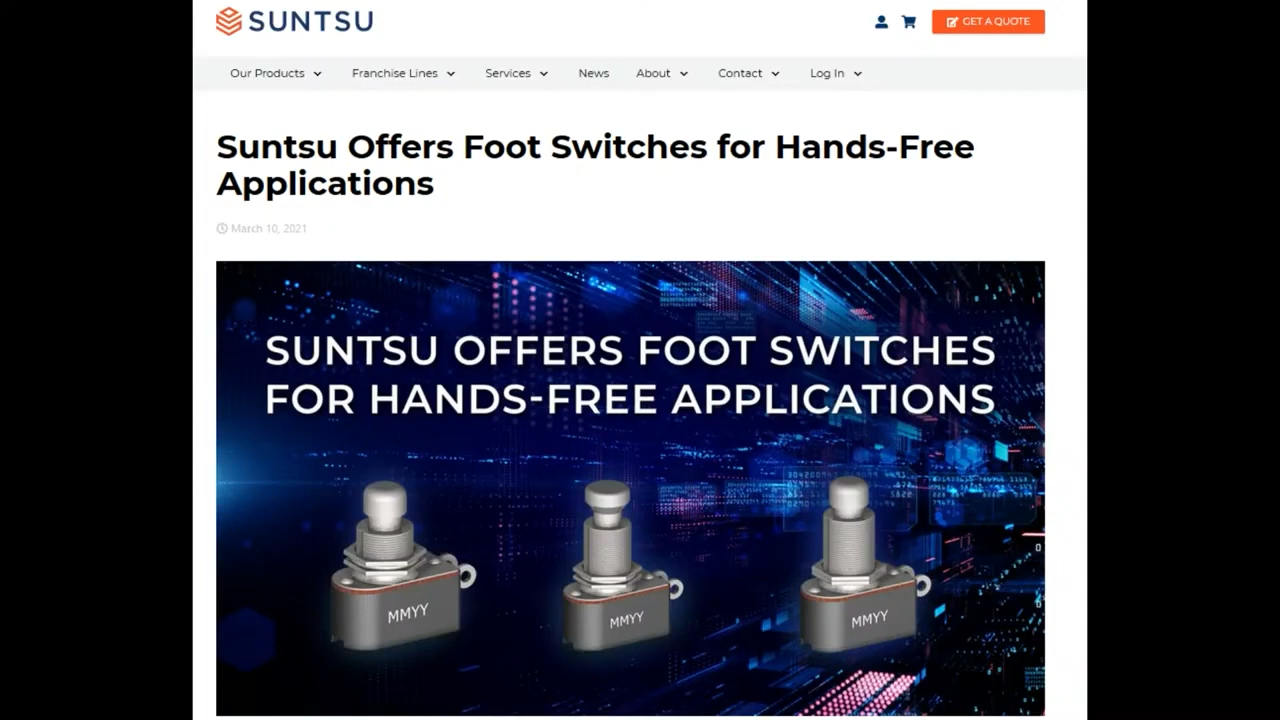 SUNTSU
GET A QUOTE
Our Products Franchise Lines Services News About Contact Log In
Suntsu Offers Foot Switches for Hands-Free
Applications
March 10, 2021
SUNTSU OFFERS FOOT SWITCHES
FOR HANDS-FREE APPLICATIONS
MMYY MMYY MMYY